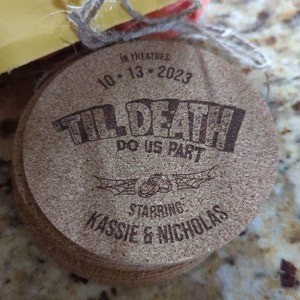 IN THEATRES:
10 • 13 • 2023
'TIL DEATH
DO US PART
STARRING:
KASSIE & NICHOLAS